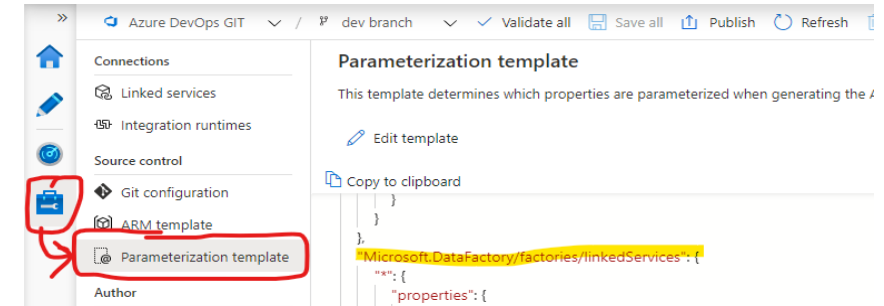 Azure DevOps GIT / dev branch Validate all Save all Publish Refresh
Connections
Linked services
Integration runtimes
Source control
Git configuration
ARM template
Parameterization template
Author
Parameterization template
This template determines which properties are parameterized when generating the A
Edit template
Copy to clipboard
}
}
},
"Microsoft.DataFactory/factories/linkedServices": {
"*": {
"properties": {